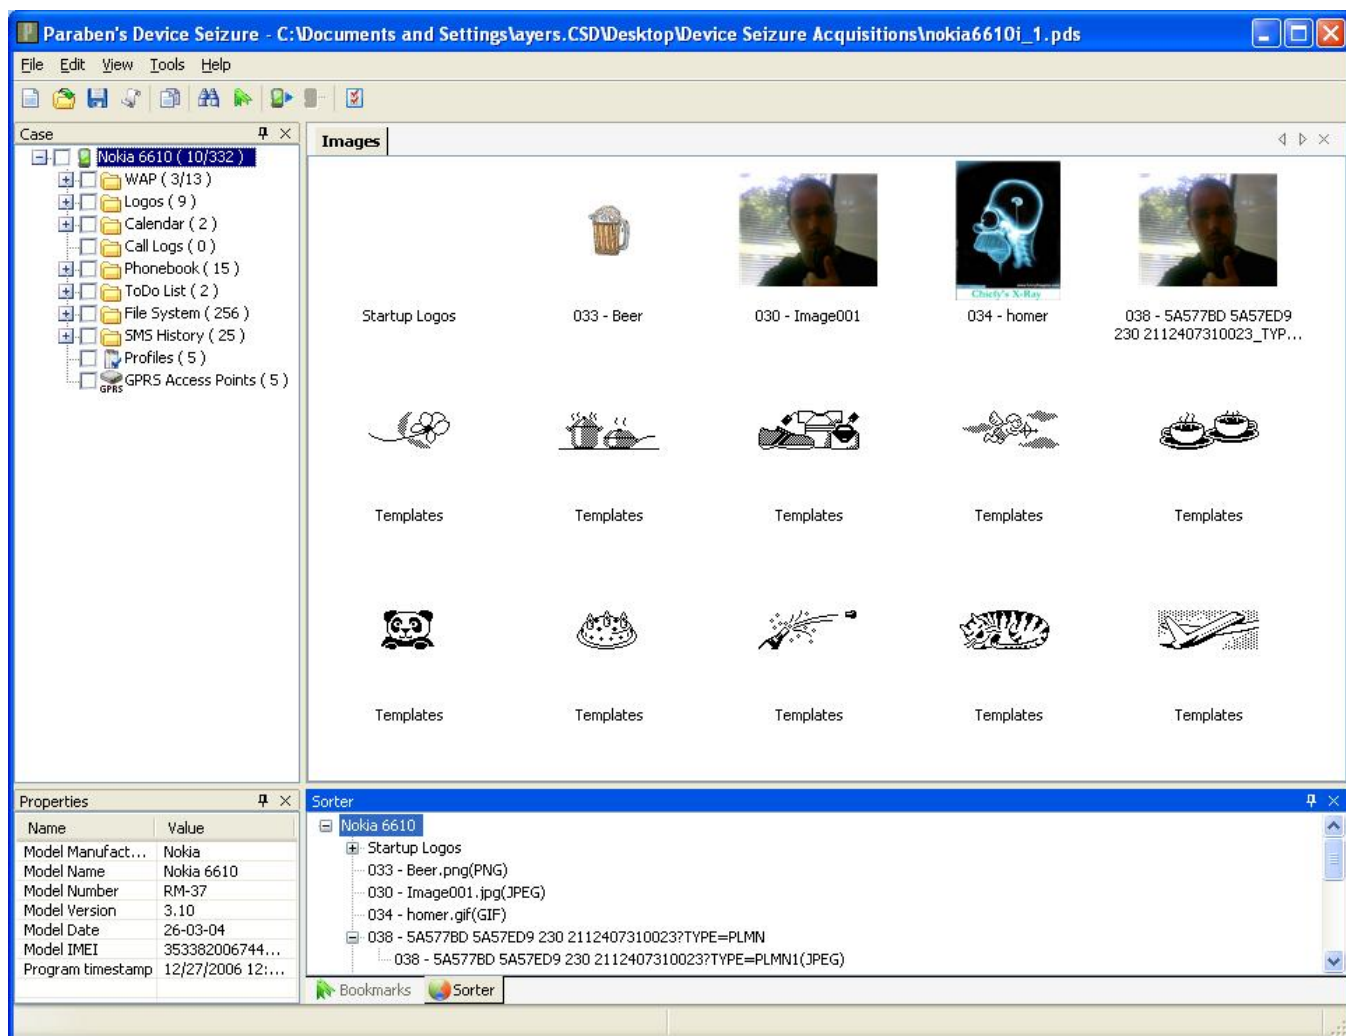 Paraben's Device Seizure - C:\Documents and Settings\ayers.CSD\Desktop\Device Seizure Acquisitions\nokia6610i_1.pds
File Edit View Tools Help
Case
Nokia 6610 ( 10/332 )
WAP ( 3/13 )
Logos ( 9 )
Calendar ( 2 )
Call Logs ( 0 )
Phonebook ( 15 )
ToDo List ( 2 )
File System ( 256 )
SMS History ( 25 )
Profiles ( 5 )
GPRS Access Points ( 5 )
GPRS
Images
Chiefy's X-Ray
Startup Logos
033 - Beer
030 - Image001
034 - homer
038 - 5A577BD 5A57ED9
230 2112407310023_TYP...
Templates Templates Templates Templates Templates
Templates Templates Templates Templates Templates
Properties
Name Value
Model Manufact... Nokia
Model Name Nokia 6610
Model Number RM-37
Model Version 3.10
Model Date 26-03-04
Model IMEI 353382006744...
Program timestamp 12/27/2006 12:...
Sorter
Nokia 6610
Startup Logos
033 - Beer.png(PNG)
030 - Image001.jpg(JPEG)
034 - homer.gif(GIF)
038 - 5A577BD 5A57ED9 230 2112407310023?TYPE=PLMN
038 - 5A577BD 5A57ED9 230 2112407310023?TYPE=PLMN1(JPEG)
Bookmarks Sorter